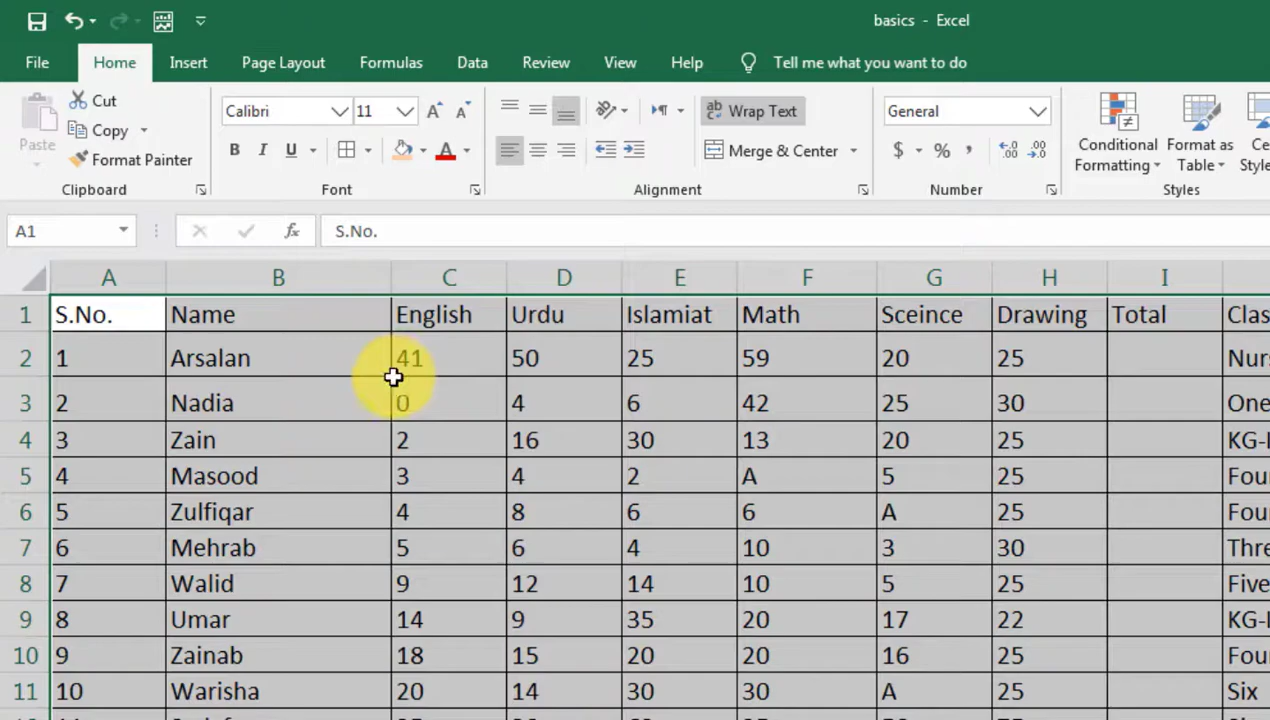 basics - Excel
File Home Insert Page Layout Formulas Data Review View Help Tell me what you want to do
Paste
Cut
Copy
Format Painter
Clipboard
Calibri 11 A A
B I U A
Font
Wrap Text
Merge & Center
Alignment
General
$ % , .00 .00
Number
Conditional Formatting
Format as Table
Ce
Style
Styles
A1 fx S.No.
A B C D E F G H I
1 S.No. Name English Urdu Islamiat Math Sceince Drawing Total Clas
2 1 Arsalan 41 50 25 59 20 25 Nur
3 2 Nadia 0 4 6 42 25 30 One
4 3 Zain 2 16 30 13 20 25 KG-
5 4 Masood 3 4 2 A 5 25 Fou
6 5 Zulfiqar 4 8 6 6 A 25 Fou
7 6 Mehrab 5 6 4 10 3 30 Thre
8 7 Walid 9 12 14 10 5 25 Five
9 8 Umar 14 9 35 20 17 22 KG-
10 9 Zainab 18 15 20 20 16 25 Fou
11 10 Warisha 20 14 30 30 A 25 Six